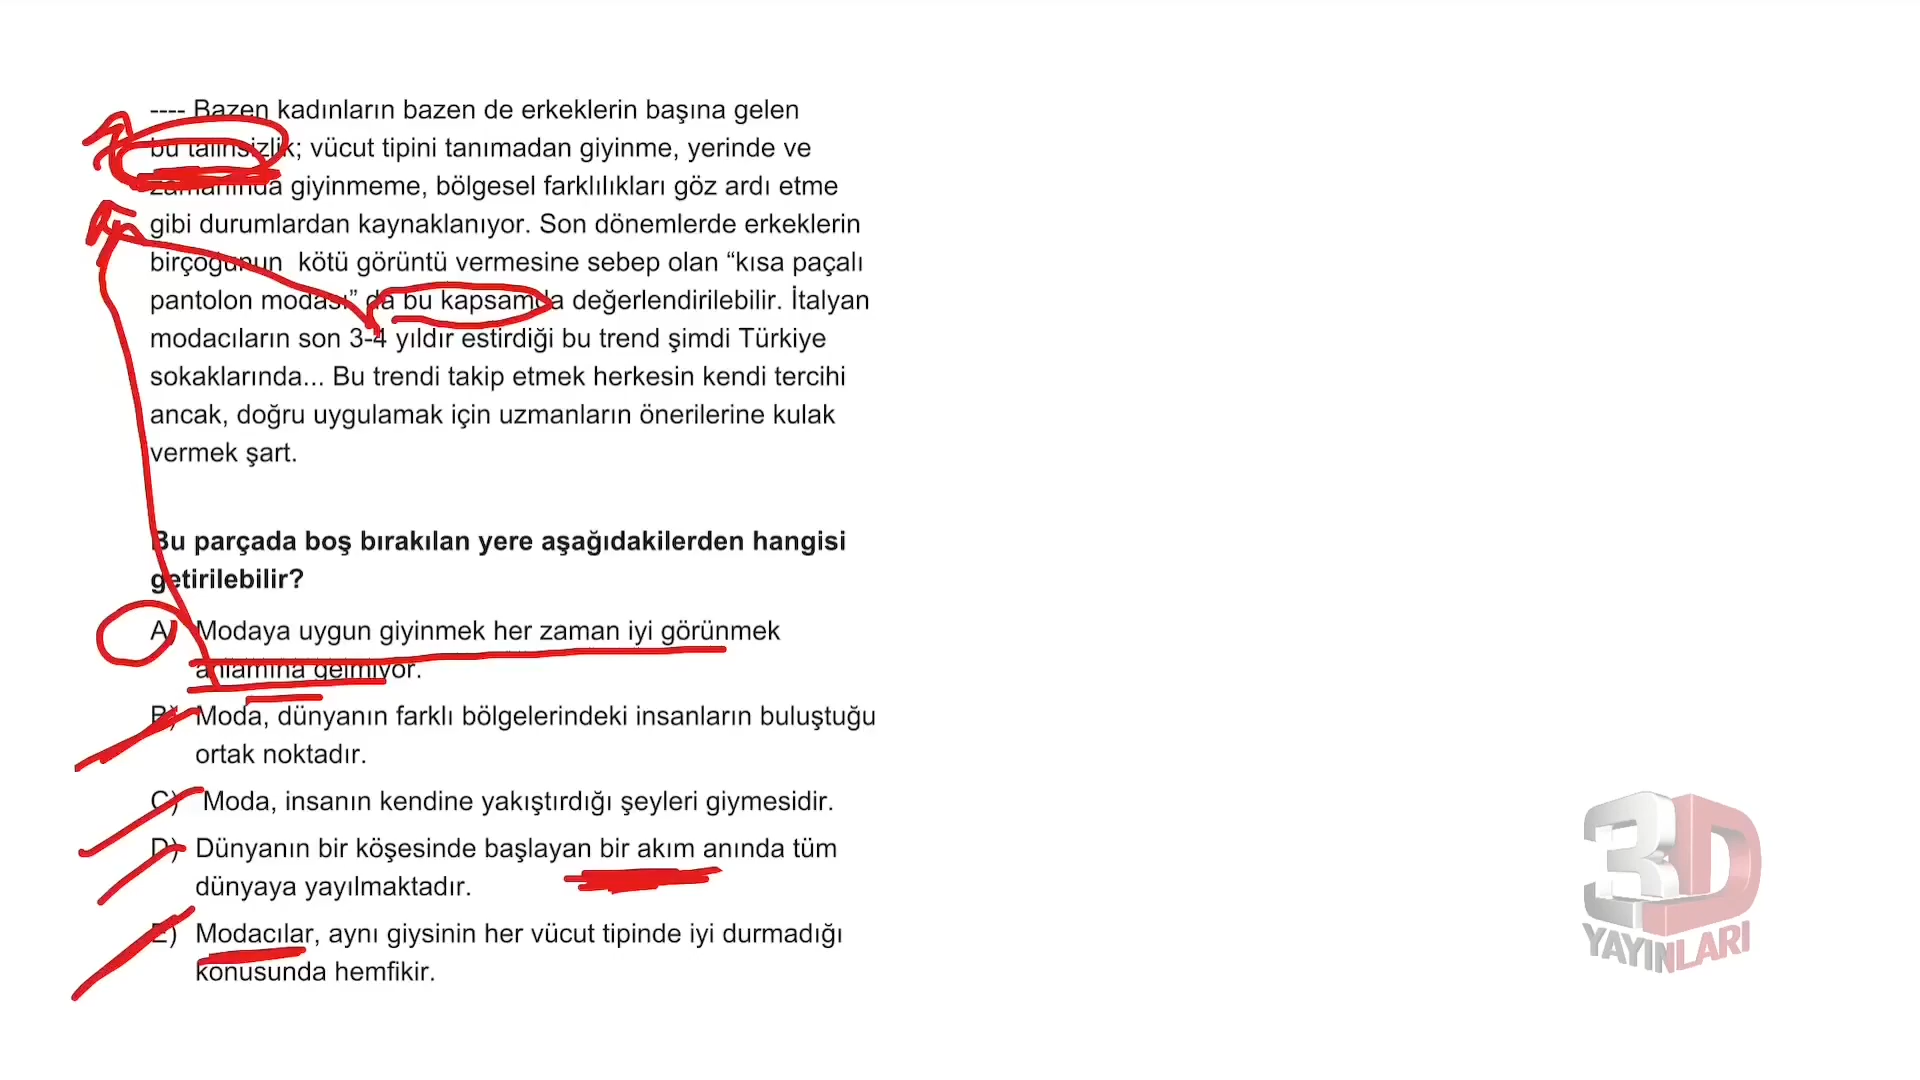 ---- Bazen kadınların bazen de erkeklerin başına gelen
bu talihsizlik; vücut tipini tanımadan giyinme, yerinde ve
zamanında giyinmeme, bölgesel farklılıkları göz ardı etme
gibi durumlardan kaynaklanıyor. Son dönemlerde erkeklerin
birçoğunun kötü görüntü vermesine sebep olan “kısa paçalı
pantolon modası” da bu kapsamda değerlendirilebilir. İtalyan
modacıların son 3-4 yıldır estirdiği bu trend şimdi Türkiye
sokaklarında... Bu trendi takip etmek herkesin kendi tercihi
ancak, doğru uygulamak için uzmanların önerilerine kulak
vermek şart.
Bu parçada boş bırakılan yere aşağıdakilerden hangisi
getirilebilir?
A) Modaya uygun giyinmek her zaman iyi görünmek
anlamına gelmiyor.
B) Moda, dünyanın farklı bölgelerindeki insanların buluştuğu
ortak noktadır.
C) Moda, insanın kendine yakıştırdığı şeyleri giymesidir.
D) Dünyanın bir köşesinde başlayan bir akım anında tüm
dünyaya yayılmaktadır.
E) Modacılar, aynı giysinin her vücut tipinde iyi durmadığı
konusunda hemfikir.
3D
YAYINLARI